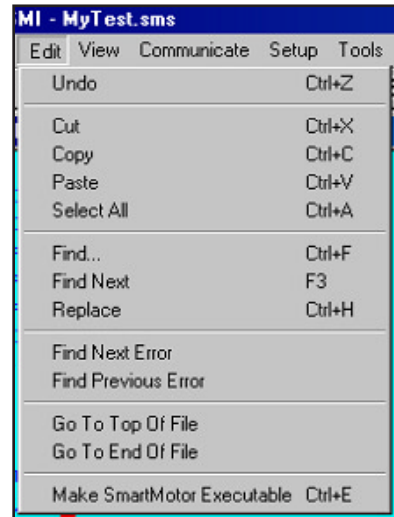 SMI - MyTest.sms
Edit View Communicate Setup Tools
Undo Ctrl+Z
Cut Ctrl+X
Copy Ctrl+C
Paste Ctrl+V
Select All Ctrl+A
Find... Ctrl+F
Find Next F3
Replace Ctrl+H
Find Next Error
Find Previous Error
Go To Top Of File
Go To End Of File
Make SmartMotor Executable Ctrl+E